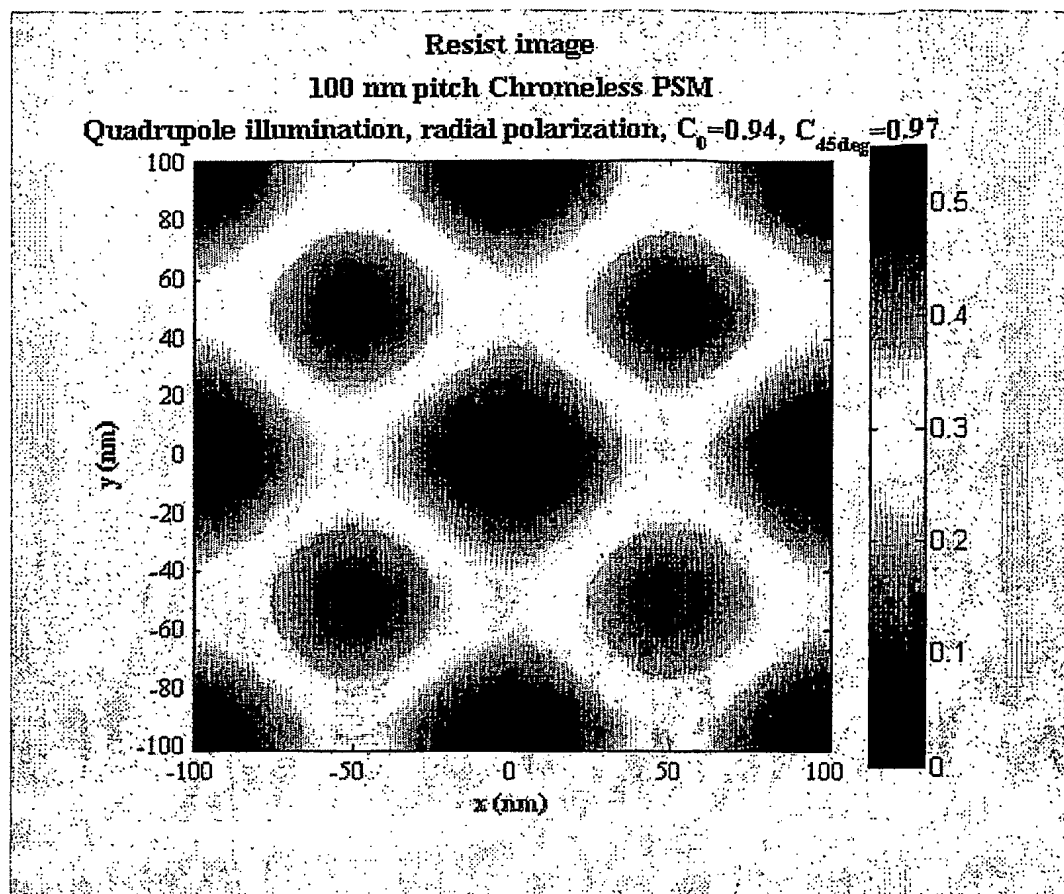 Resist image
100 nm pitch Chromeless PSM
Quadrupole illumination, radial polarization, C0=0.94, C45deg=0.97
100
80
60
40
20
0
-20
-40
-60
-80
-100
y (nm)
-100 -50 0 50 100
x (nm)
0.5
0.4
0.3
0.2
0.1
0